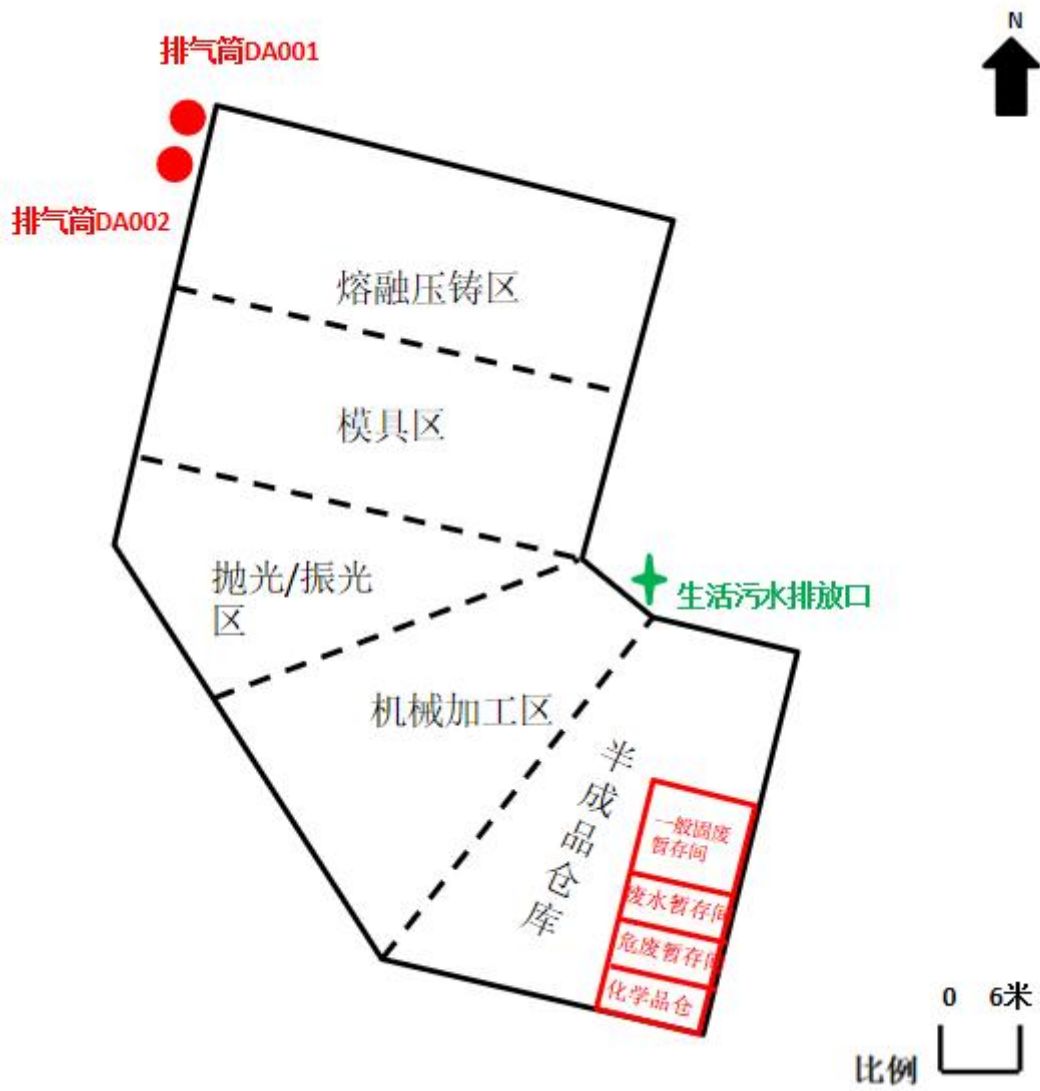 N
排气筒DA001
排气筒DA002
熔融压铸区
模具区
抛光/振光
区
生活污水排放口
机械加工区
半成品仓库
一般固废
暂存间
废水暂存间
危废暂存间
化学品仓
0 6米
比例